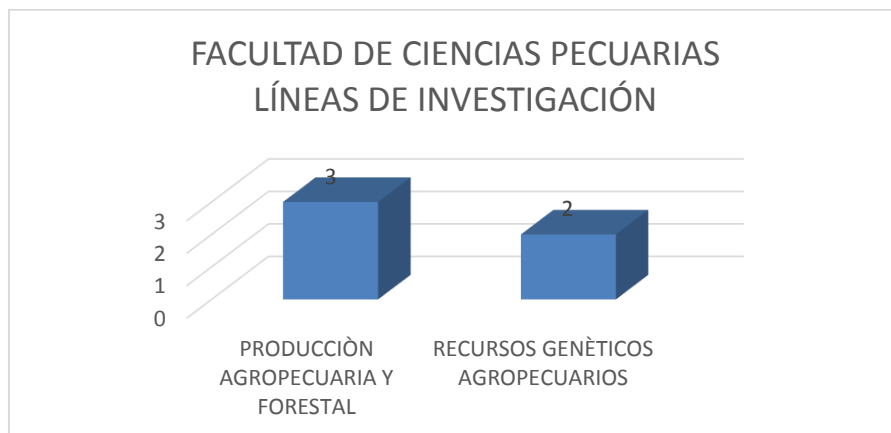 FACULTAD DE CIENCIAS PECUARIAS
LÍNEAS DE INVESTIGACIÓN
3
2
3
2
1
0
PRODUCCIÒN
AGROPECUARIA Y
FORESTAL
RECURSOS GENÈTICOS
AGROPECUARIOS